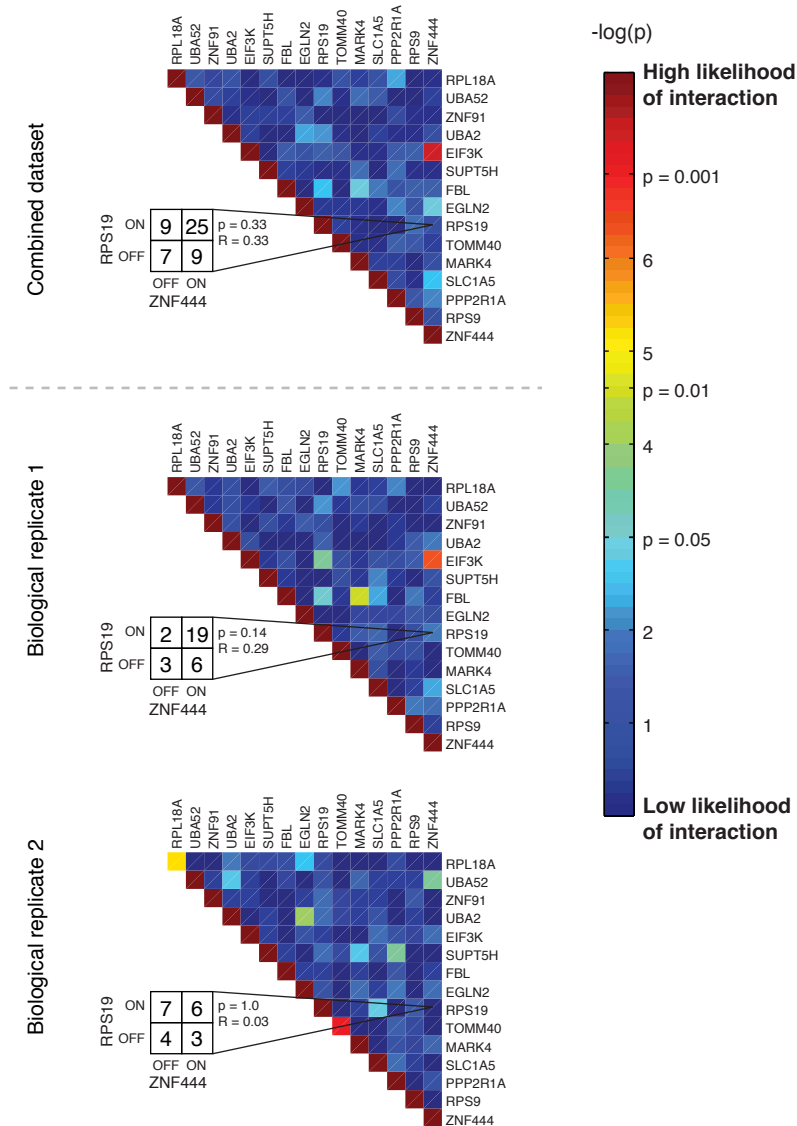 -log(p)
High likelihood
of interaction
p = 0.001
6
5
p = 0.01
4
p = 0.05
2
1
Low likelihood
of interaction
Combined dataset
RPL18A
UBA52
ZNF91
UBA2
EIF3K
SUPT5H
FBL
EGLN2
RPS19
TOMM40
MARK4
SLC1A5
PPP2R1A
RPS9
ZNF444
RPL18A
UBA52
ZNF91
UBA2
EIF3K
SUPT5H
FBL
EGLN2
RPS19
TOMM40
MARK4
SLC1A5
PPP2R1A
RPS9
ZNF444
RPS19
ON 9 25 p = 0.33
R = 0.33
OFF 7 9
OFF ON
ZNF444
Biological replicate 1
RPL18A
UBA52
ZNF91
UBA2
EIF3K
SUPT5H
FBL
EGLN2
RPS19
TOMM40
MARK4
SLC1A5
PPP2R1A
RPS9
ZNF444
RPL18A
UBA52
ZNF91
UBA2
EIF3K
SUPT5H
FBL
EGLN2
RPS19
TOMM40
MARK4
SLC1A5
PPP2R1A
RPS9
ZNF444
RPS19
ON 2 19 p = 0.14
R = 0.29
OFF 3 6
OFF ON
ZNF444
Biological replicate 2
RPL18A
UBA52
ZNF91
UBA2
EIF3K
SUPT5H
FBL
EGLN2
RPS19
TOMM40
MARK4
SLC1A5
PPP2R1A
RPS9
ZNF444
RPL18A
UBA52
ZNF91
UBA2
EIF3K
SUPT5H
FBL
EGLN2
RPS19
TOMM40
MARK4
SLC1A5
PPP2R1A
RPS9
ZNF444
RPS19
ON 7 6 p = 1.0
R = 0.03
OFF 4 3
OFF ON
ZNF444